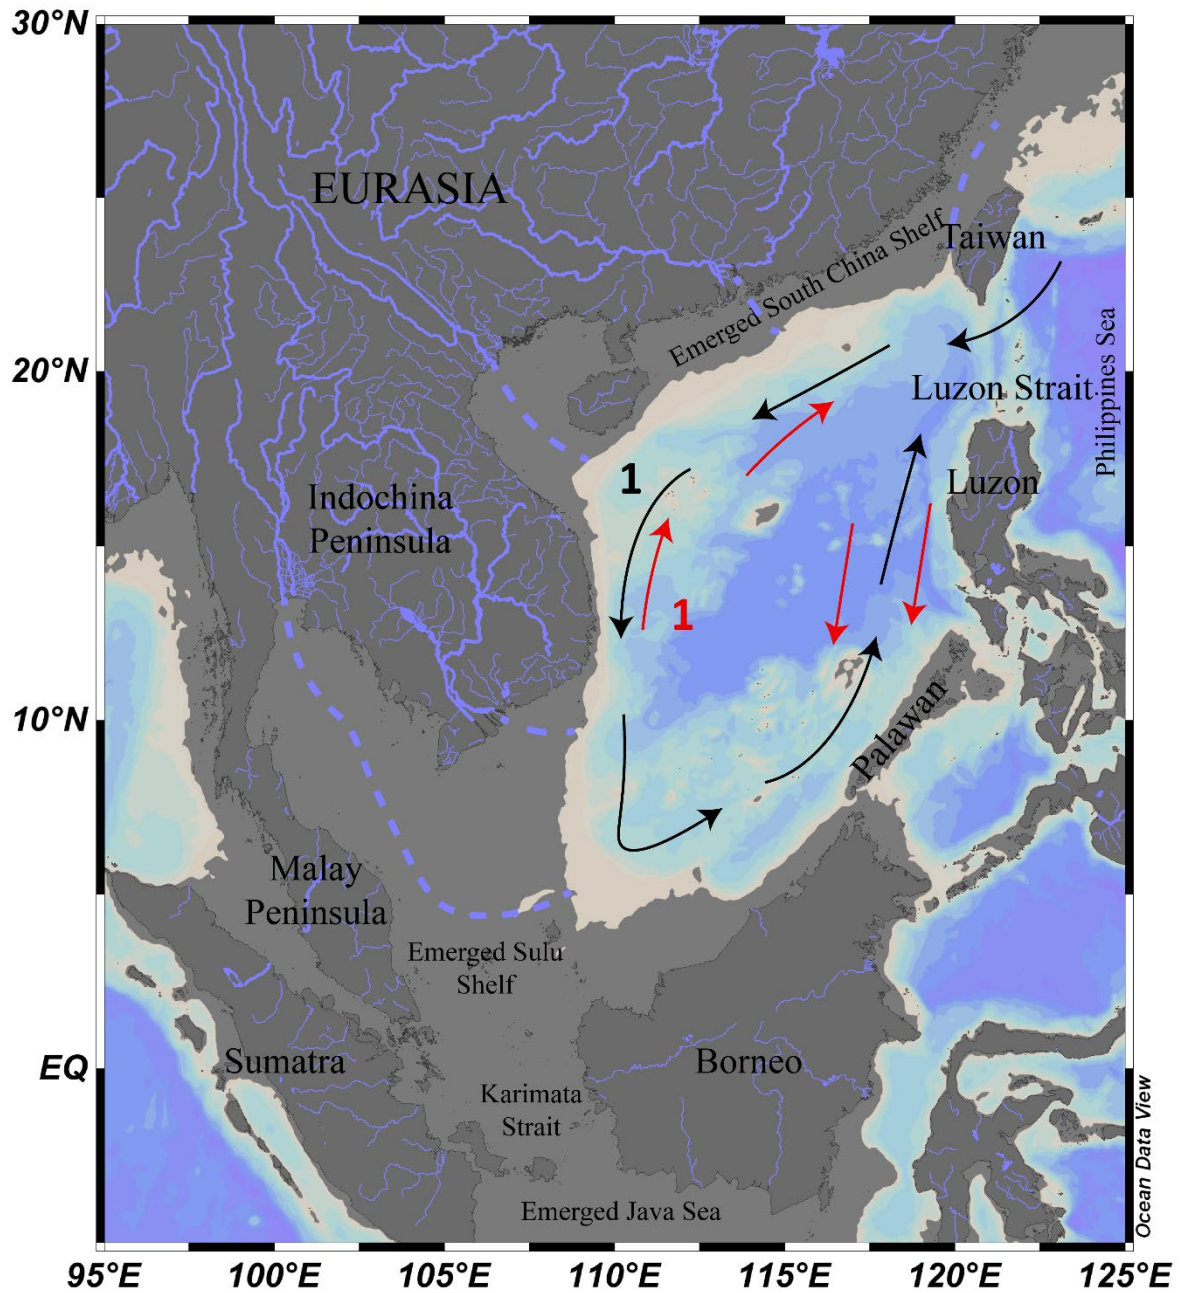 30°N
EURASIA
Taiwan
Emerged South China Shelf
Philippines Sea
20°N
Luzon Strait
1
Luzon
Indochina
Peninsula
1
10°N
Palawan
Malay
Peninsula
Emerged Sulu
Shelf
EQ
Sumatra
Borneo
Karimata
Strait
Emerged Java Sea
Ocean Data View
95°E
100°E
105°E
110°E
115°E
120°E
125°E